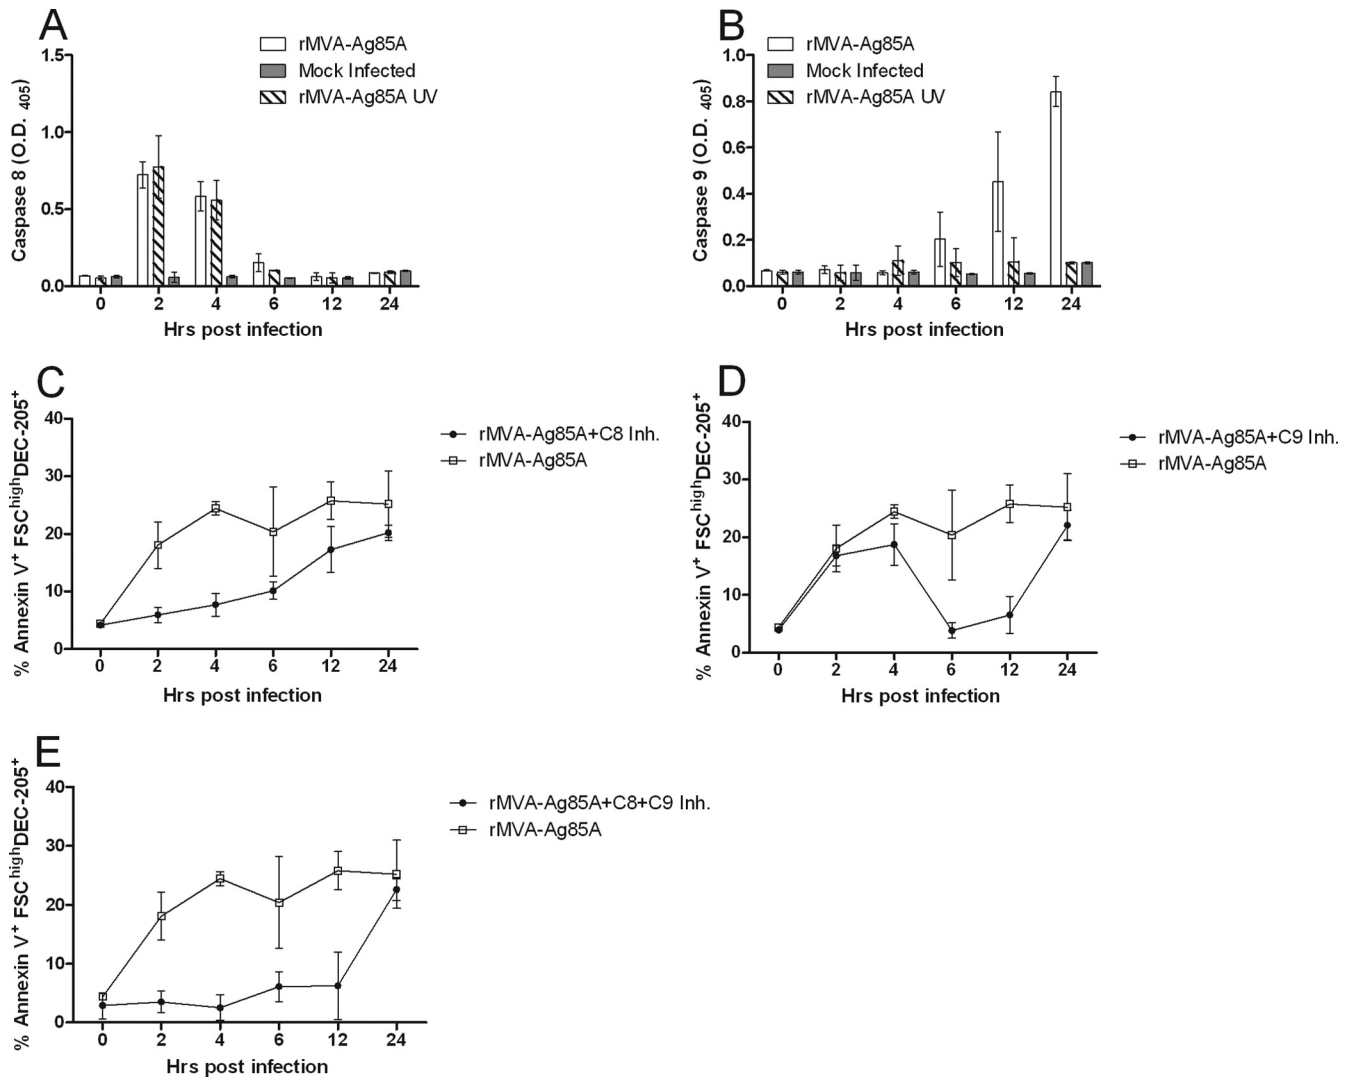 A
rMVA-Ag85A
Mock Infected
rMVA-Ag85A UV
Caspase 8 (O.D. 405)
1.5
1.0
0.5
0.0
0 2 4 6 12 24
Hrs post infection
B
rMVA-Ag85A
Mock Infected
rMVA-Ag85A UV
Caspase 9 (O.D. 405)
1.0
0.8
0.6
0.4
0.2
0.0
0 2 4 6 12 24
Hrs post infection
C
rMVA-Ag85A+C8 Inh.
rMVA-Ag85A
% Annexin V+ FSChighDEC-205+
40
30
20
10
0
0 2 4 6 12 24
Hrs post infection
D
rMVA-Ag85A+C9 Inh.
rMVA-Ag85A
% Annexin V+ FSChighDEC-205+
40
30
20
10
0
0 2 4 6 12 24
Hrs post infection
E
rMVA-Ag85A+C8+C9 Inh.
rMVA-Ag85A
% Annexin V+ FSChighDEC-205+
40
30
20
10
0
0 2 4 6 12 24
Hrs post infection